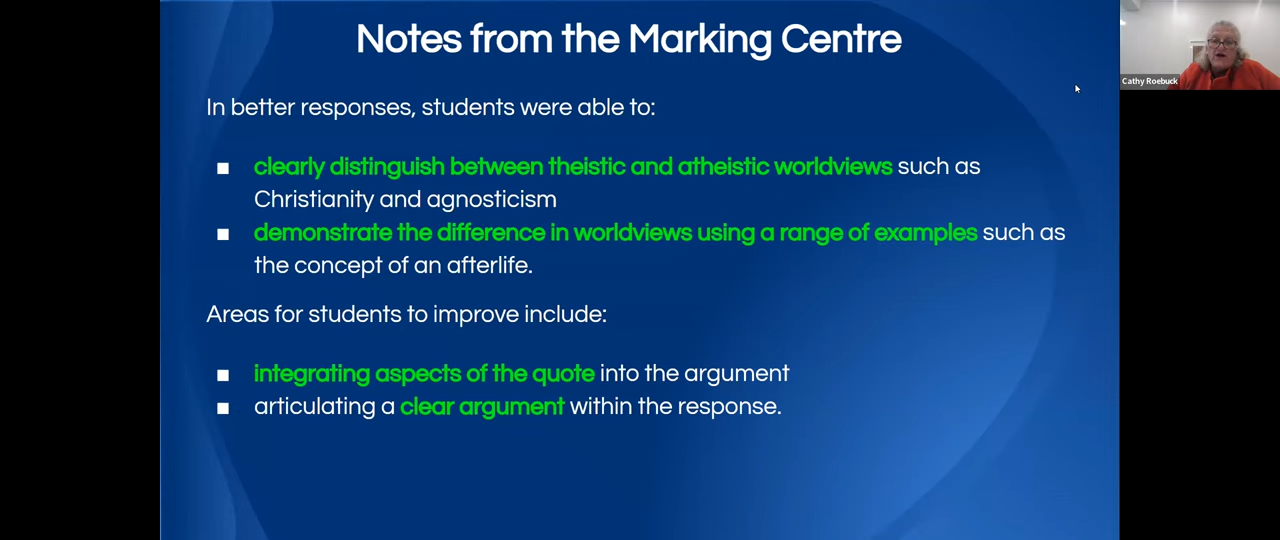 Notes from the Marking Centre
Cathy Roebuck
In better responses, students were able to:
■ clearly distinguish between theistic and atheistic worldviews such as
Christianity and agnosticism
■ demonstrate the difference in worldviews using a range of examples such as
the concept of an afterlife.
Areas for students to improve include:
■ integrating aspects of the quote into the argument
■ articulating a clear argument within the response.